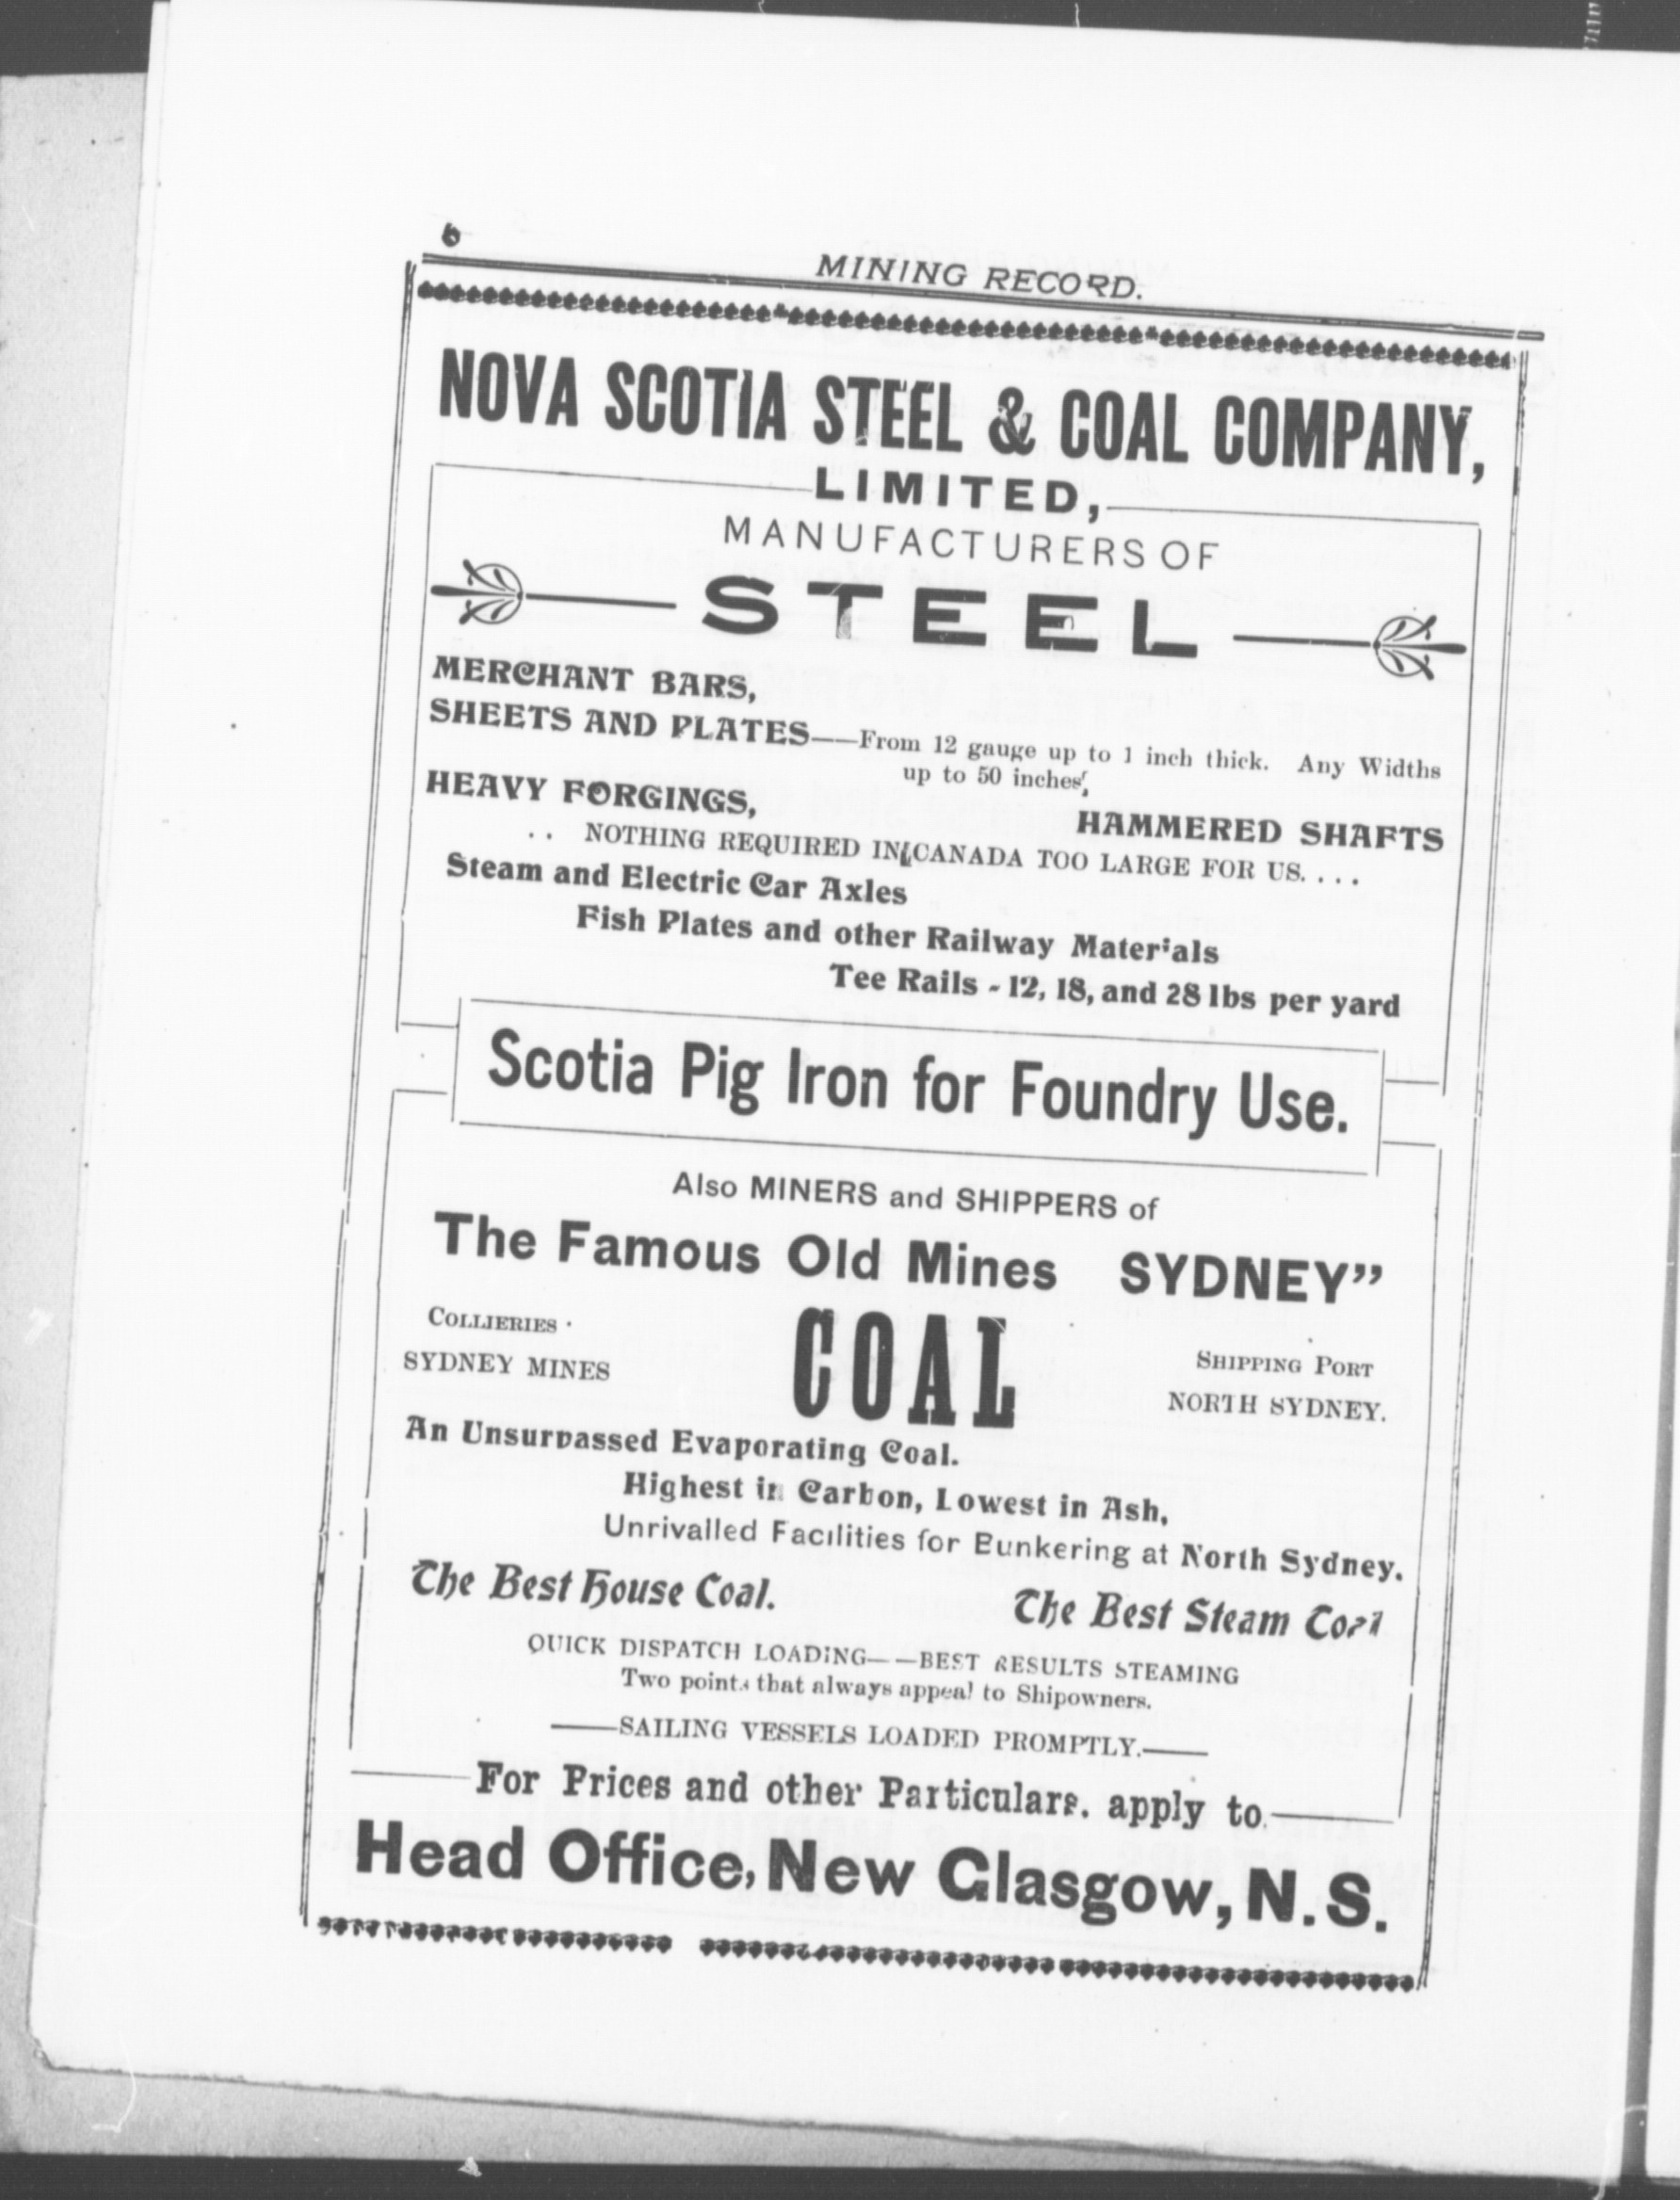 6
MINING RECORD.
NOVA SCOTIA STEEL & COAL COMPANY,
LIMITED,
MANUFACTURERS OF
STEEL
MERCHANT BARS,
SHEETS AND PLATES——From 12 gauge up to 1 inch thick. Any Widths
up to 50 inches,
HEAVY FORGINGS,
HAMMERED SHAFTS
. . NOTHING REQUIRED IN CANADA TOO LARGE FOR US. . . .
Steam and Electric Car Axles
Fish Plates and other Railway Materials
Tee Rails - 12, 18, and 28 lbs per yard
Scotia Pig Iron for Foundry Use.
Also MINERS and SHIPPERS of
The Famous Old Mines SYDNEY”
COLLIERIES
SYDNEY MINES
COAL
SHIPPING PORT
NORTH SYDNEY.
An Unsurpassed Evaporating Coal.
Highest in Carbon, Lowest in Ash,
Unrivalled Facilities for Bunkering at North Sydney.
The Best House Coal.
The Best Steam Coal
QUICK DISPATCH LOADING——BEST RESULTS STEAMING
Two points that always appeal to Shipowners.
——SAILING VESSELS LOADED PROMPTLY.——
For Prices and other Particulars. apply to
Head Office, New Glasgow, N.S.